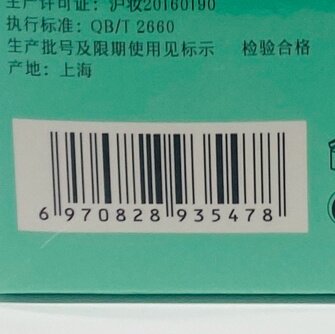 生产许可证：沪妆20160190
执行标准：QB/T 2660
生产批号及限期使用见标示 检验合格
产地：上海
6 970828 935478